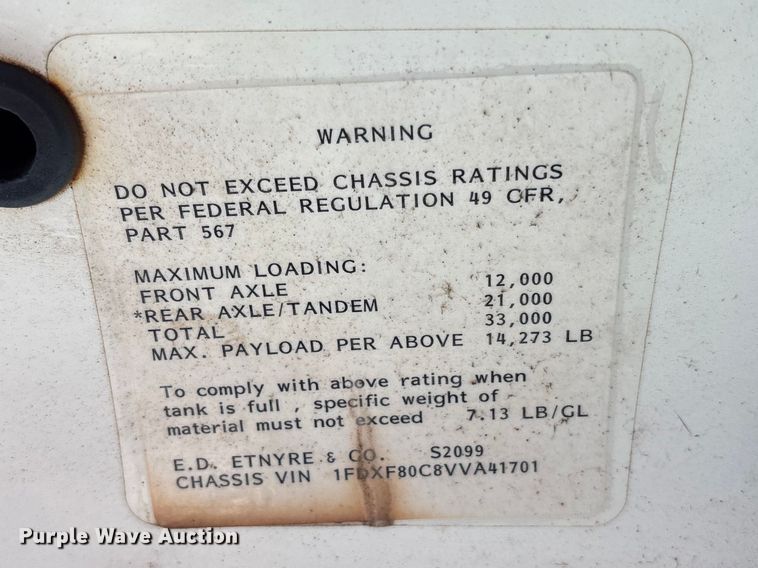 WARNING
DO NOT EXCEED CHASSIS RATINGS
PER FEDERAL REGULATION 49 CFR,
PART 567
MAXIMUM LOADING:
FRONT AXLE 12,000
*REAR AXLE/TANDEM 21,000
TOTAL 33,000
MAX. PAYLOAD PER ABOVE 14,273 LB
To comply with above rating when
tank is full , specific weight of
material must not exceed 7.13 LB/GL
E.D. ETNYRE & CO. S2099
CHASSIS VIN 1FDXF80C8VVA41701
Purple Wave Auction